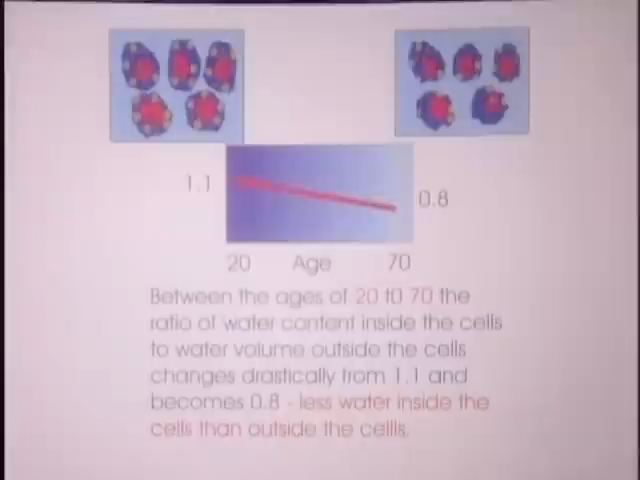 1.1
0.8
20 Age 70
Between the ages of 20 to 70 the
ratio of water content inside the cells
to water volume outside the cells
changes drastically from 1.1 and
becomes 0.8 - less water inside the
cells than outside the cellls.